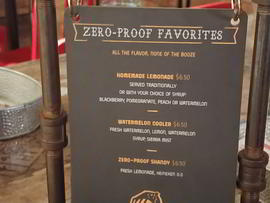 ZERO-PROOF FAVORITES
ALL THE FLAVOR, NONE OF THE BOOZE
HOMEMADE LEMONADE $6.50
SERVED TRADITIONALLY
OR WITH YOUR CHOICE OF SYRUP:
BLACKBERRY, POMEGRANATE, PEACH OR WATERMELON
WATERMELON COOLER $6.50
FRESH WATERMELON, LEMON, WATERMELON
SYRUP, SIERRA MIST
ZERO-PROOF SHANDY $6.50
FRESH LEMONADE, HEINEKEN 0.0